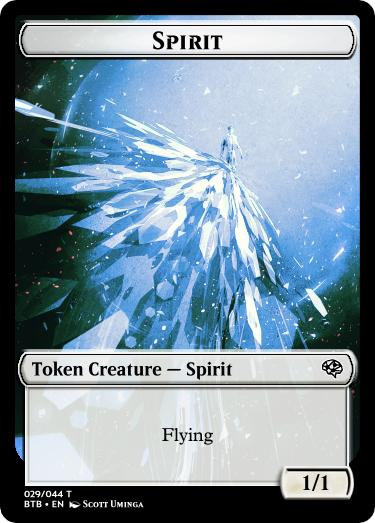 Spirit
Token Creature — Spirit
Flying
1/1
029/044 T
BTB • EN Scott Uminga